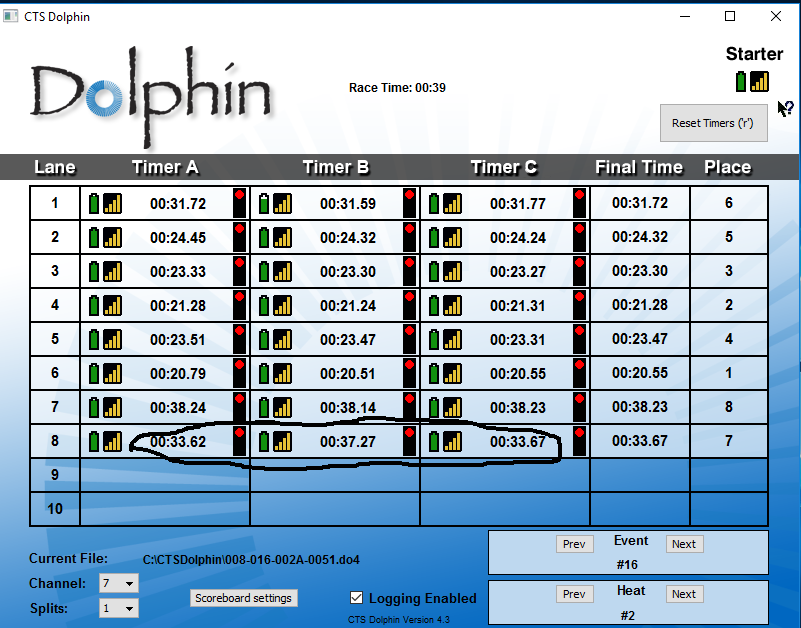 CTS Dolphin
Dolphin
Race Time: 00:39
Starter
Reset Timers ('r')
Lane Timer A Timer B Timer C Final Time Place
1 00:31.72 00:31.59 00:31.77 00:31.72 6
2 00:24.45 00:24.32 00:24.24 00:24.32 5
3 00:23.33 00:23.30 00:23.27 00:23.30 3
4 00:21.28 00:21.24 00:21.31 00:21.28 2
5 00:23.51 00:23.47 00:23.31 00:23.47 4
6 00:20.79 00:20.51 00:20.55 00:20.55 1
7 00:38.24 00:38.14 00:38.23 00:38.23 8
8 00:33.62 00:37.27 00:33.67 00:33.67 7
9
10
Current File: C:\CTSDolphin\008-016-002A-0051.do4
Channel: 7
Splits: 1
Scoreboard settings
Logging Enabled
CTS Dolphin Version 4.3
Prev Event Next
#16
Prev Heat Next
#2